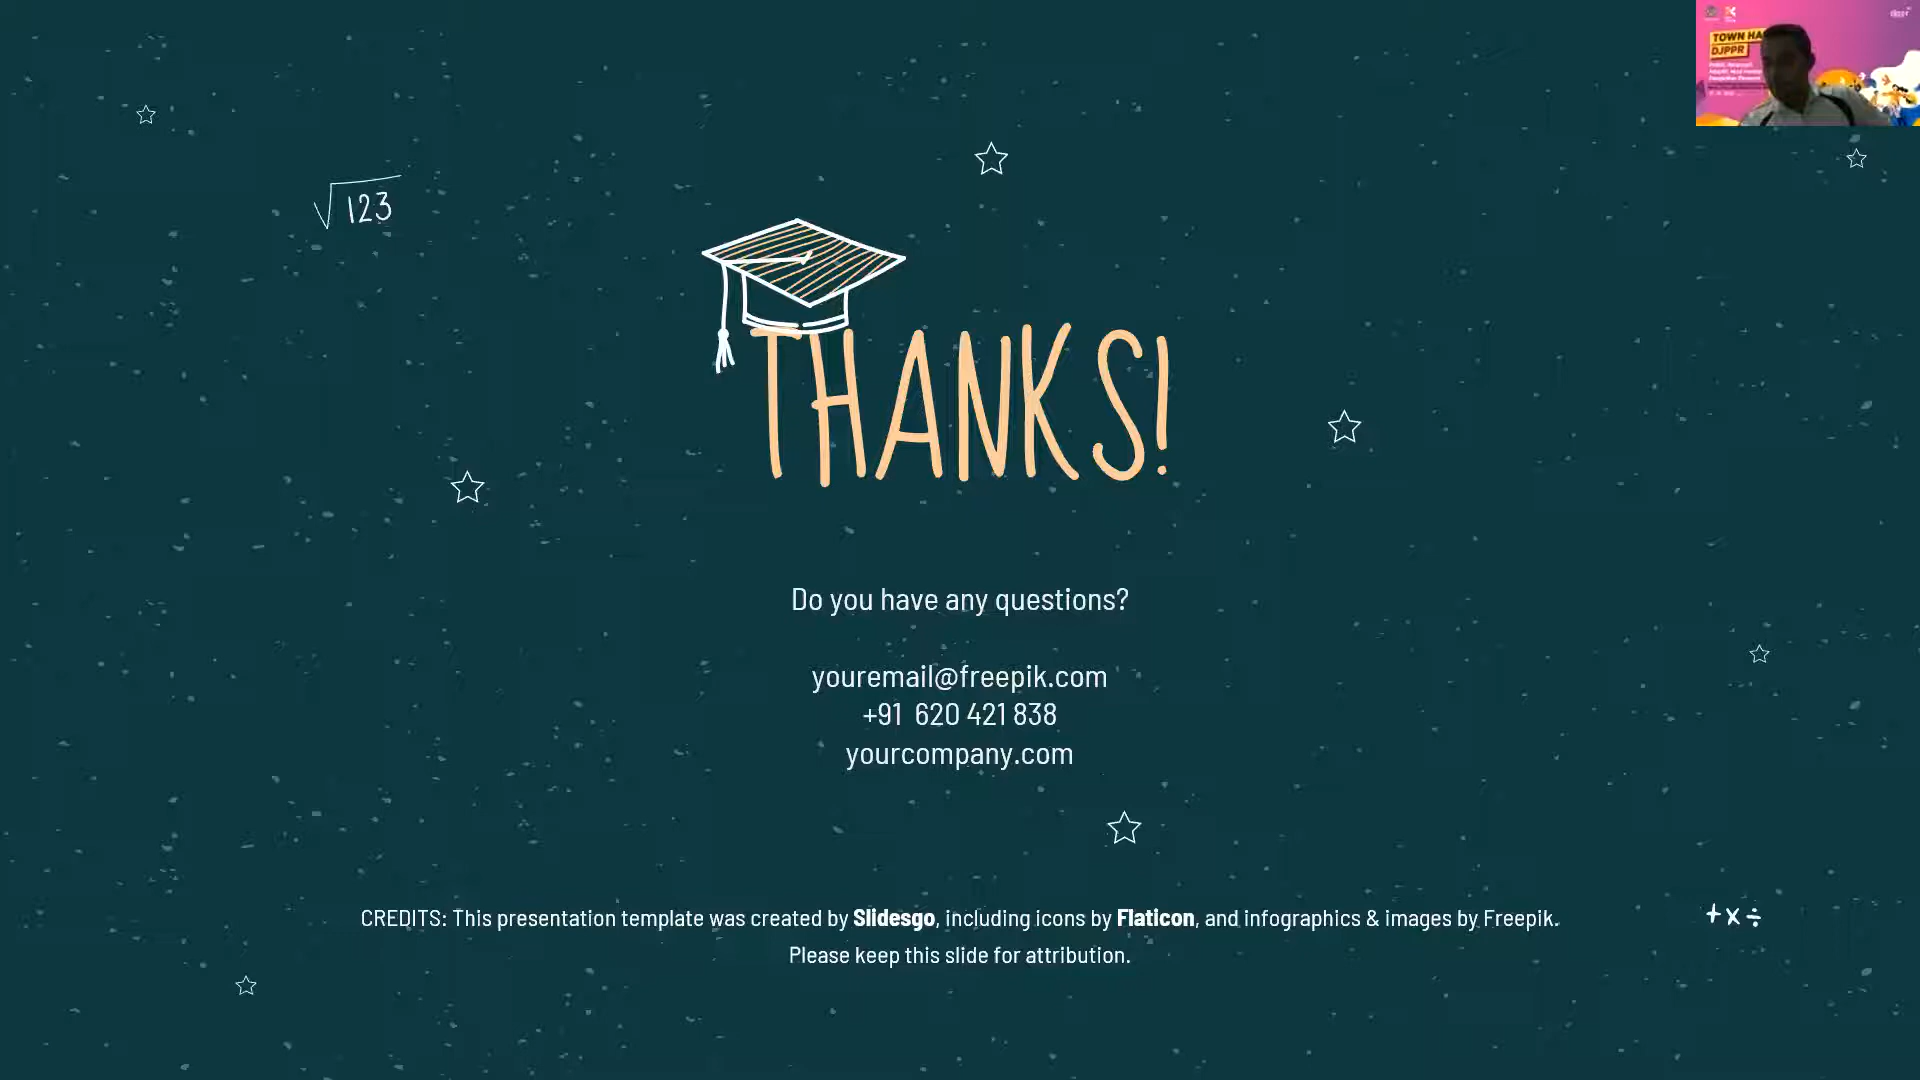 TOWN HA
DJPPR
√123
THANKS!
Do you have any questions?
youremail@freepik.com
+91 620 421 838
yourcompany.com
CREDITS: This presentation template was created by Slidesgo, including icons by Flaticon, and infographics & images by Freepik.
Please keep this slide for attribution.
+×÷